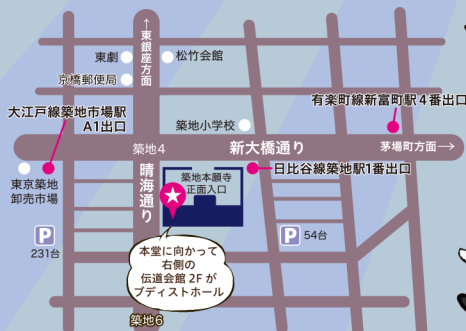 ↑東銀座方面
東劇
松竹会館
京橋郵便局
大江戸線築地市場駅
A1出口
有楽町線新富町駅4番出口
築地小学校
築地4
新大橋通り
茅場町方面→
晴海通り
築地本願寺
正面入口
日比谷線築地駅1番出口
東京築地
卸売市場
P
231台
P
54台
本堂に向かって
右側の
伝道会館 2F が
ブディストホール
築地6